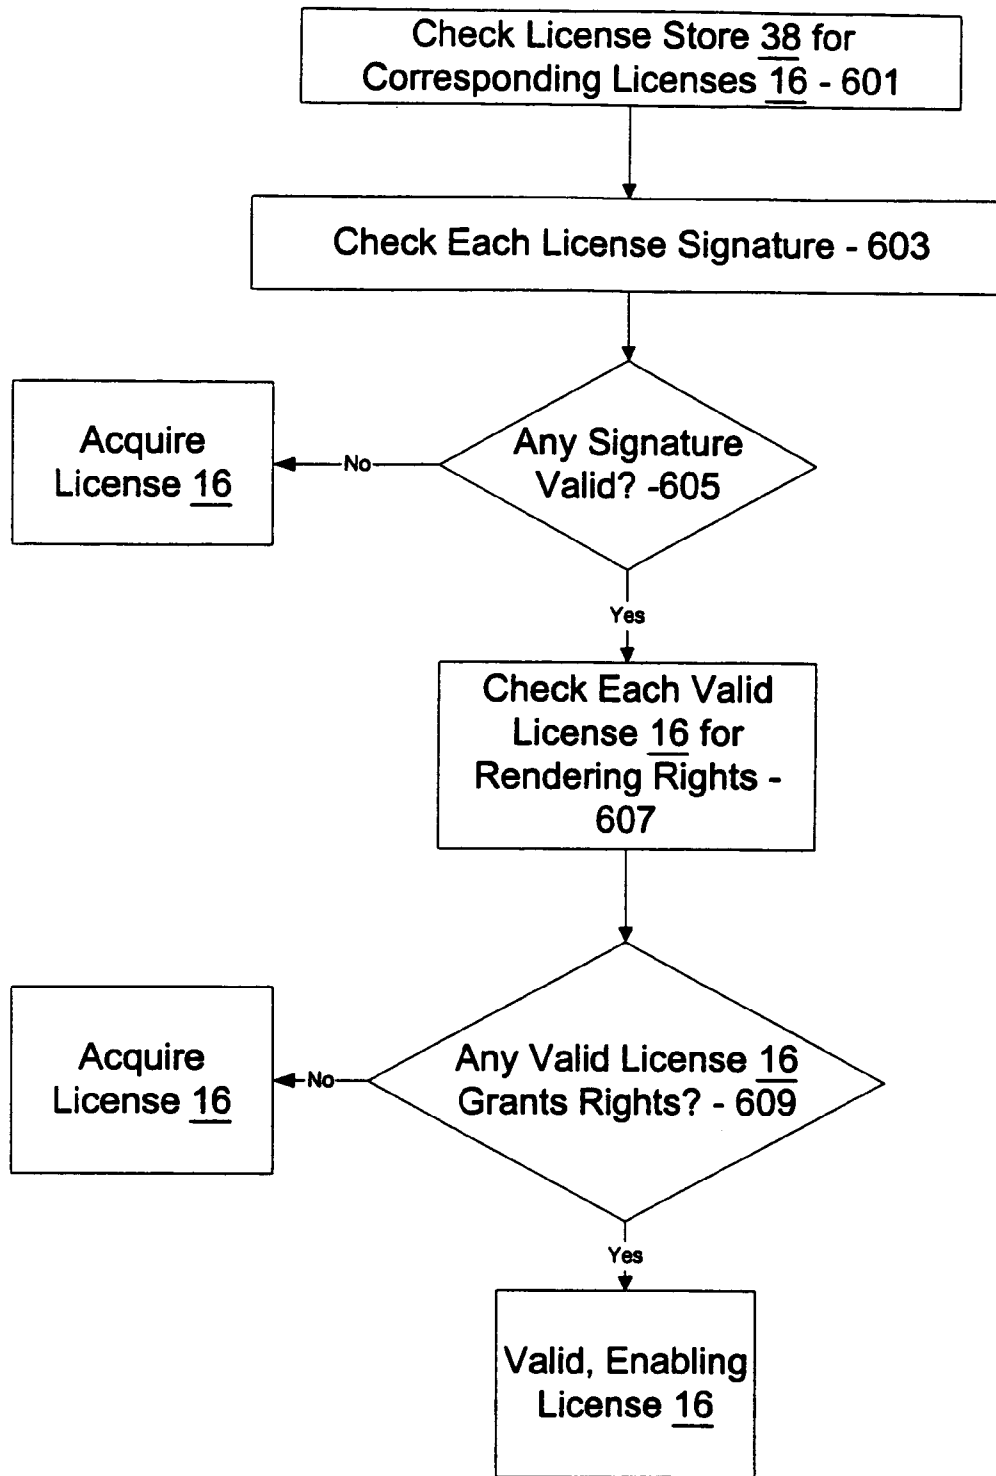 Check License Store 38 for
Corresponding Licenses 16 - 601
Check Each License Signature - 603
Any Signature
Valid? -605
No
Acquire
License 16
Yes
Check Each Valid
License 16 for
Rendering Rights -
607
Any Valid License 16
Grants Rights? - 609
No
Acquire
License 16
Yes
Valid, Enabling
License 16